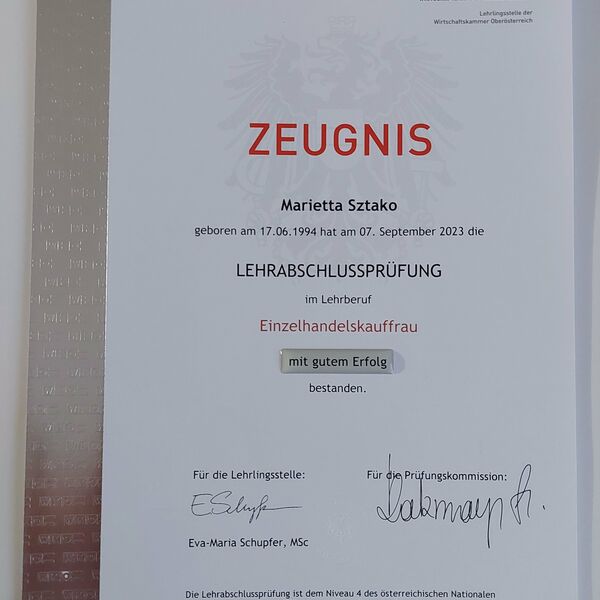 Lehrlingsstelle der
Wirtschaftskammer Oberösterreich
ZEUGNIS
Marietta Sztako
geboren am 17.06.1994 hat am 07. September 2023 die
LEHRABSCHLUSSPRÜFUNG
im Lehrberuf
Einzelhandelskauffrau
mit gutem Erfolg
bestanden.
Für die Lehrlingsstelle:
Für die Prüfungskommission:
Eva-Maria Schupfer, MSc
Die Lehrabschlussprüfung ist dem Niveau 4 des österreichischen Nationalen